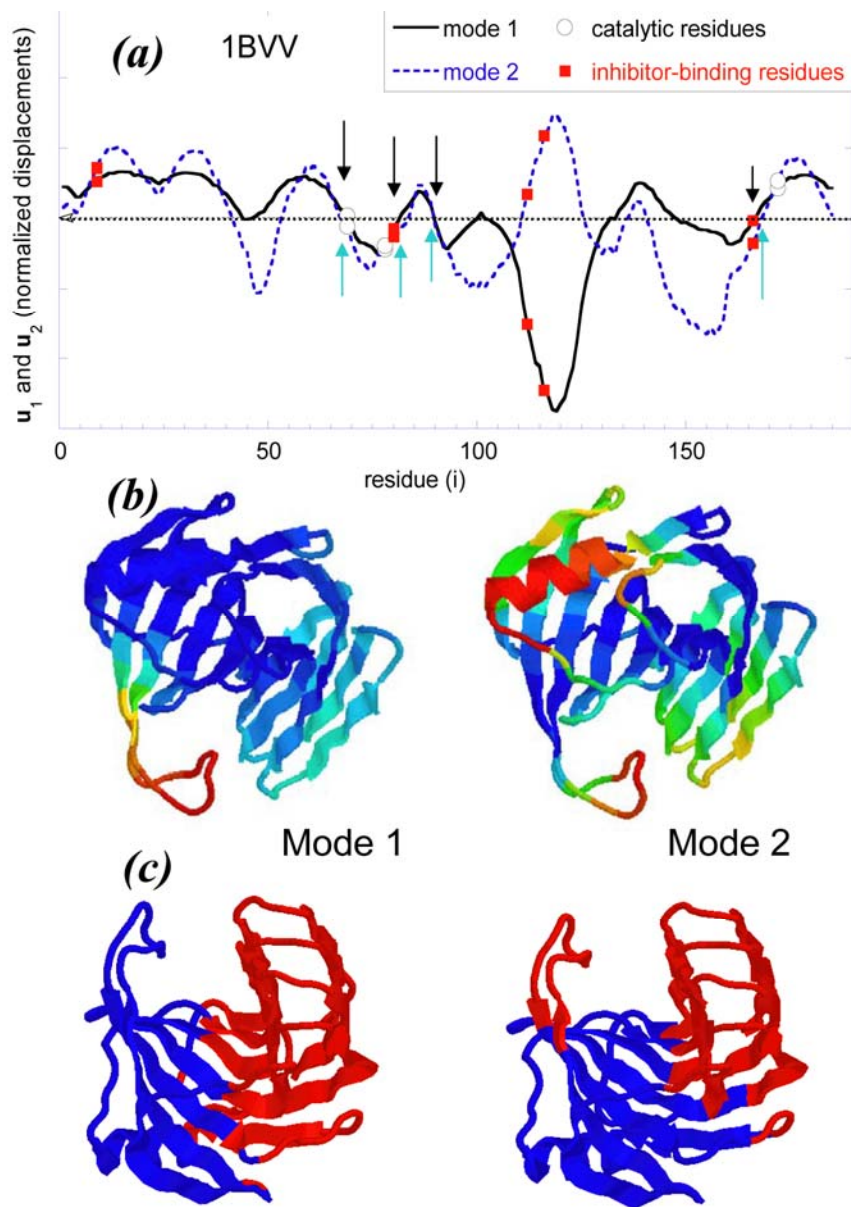 (a)
1BVV
mode 1
catalytic residues
mode 2
inhibitor-binding residues
u1 and u2 (normalized displacements)
0
50
100
150
residue (i)
(b)
Mode 1
Mode 2
(c)